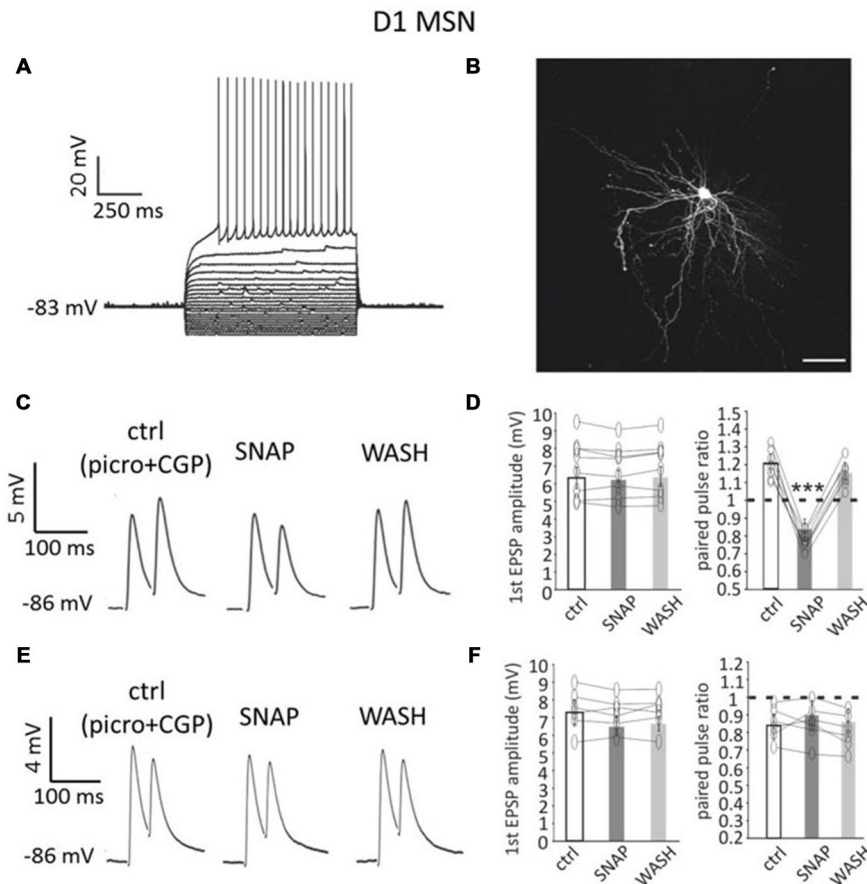 D1 MSN
A
20 mV
250 ms
-83 mV
B
C
ctrl
(picro+CGP)
SNAP
WASH
5 mV
100 ms
-86 mV
D
1st EPSP amplitude (mV)
10
9
8
7
6
5
4
3
2
1
0
ctrl
SNAP
WASH
paired pulse ratio
1.5
1.4
1.3
1.2
1.1
1
0.9
0.8
0.7
0.6
0.5
***
ctrl
SNAP
WASH
E
ctrl
(picro+CGP)
SNAP
WASH
4 mV
100 ms
-86 mV
F
1st EPSP amplitude (mV)
10
9
8
7
6
5
4
3
2
1
0
ctrl
SNAP
WASH
paired pulse ratio
1.2
1.1
1
0.9
0.8
0.7
0.6
0.5
0.4
0.3
0.2
ctrl
SNAP
WASH